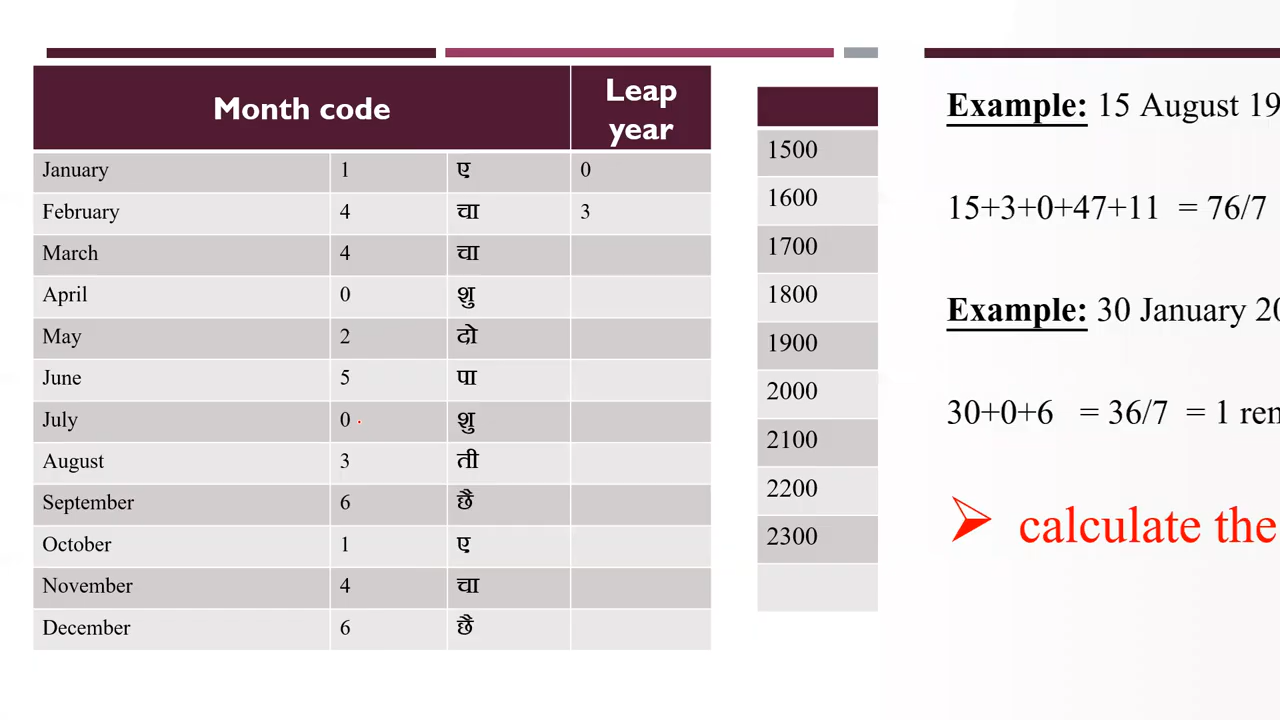 Month code Leap year
January 1 ए 0
February 4 चा 3
March 4 चा
April 0 शु
May 2 दो
June 5 पा
July 0 शु
August 3 ती
September 6 छै
October 1 ए
November 4 चा
December 6 छै
1500
1600
1700
1800
1900
2000
2100
2200
2300
Example: 15 August 19
15+3+0+47+11 = 76/7
Example: 30 January 20
30+0+6 = 36/7 = 1 ren
calculate the